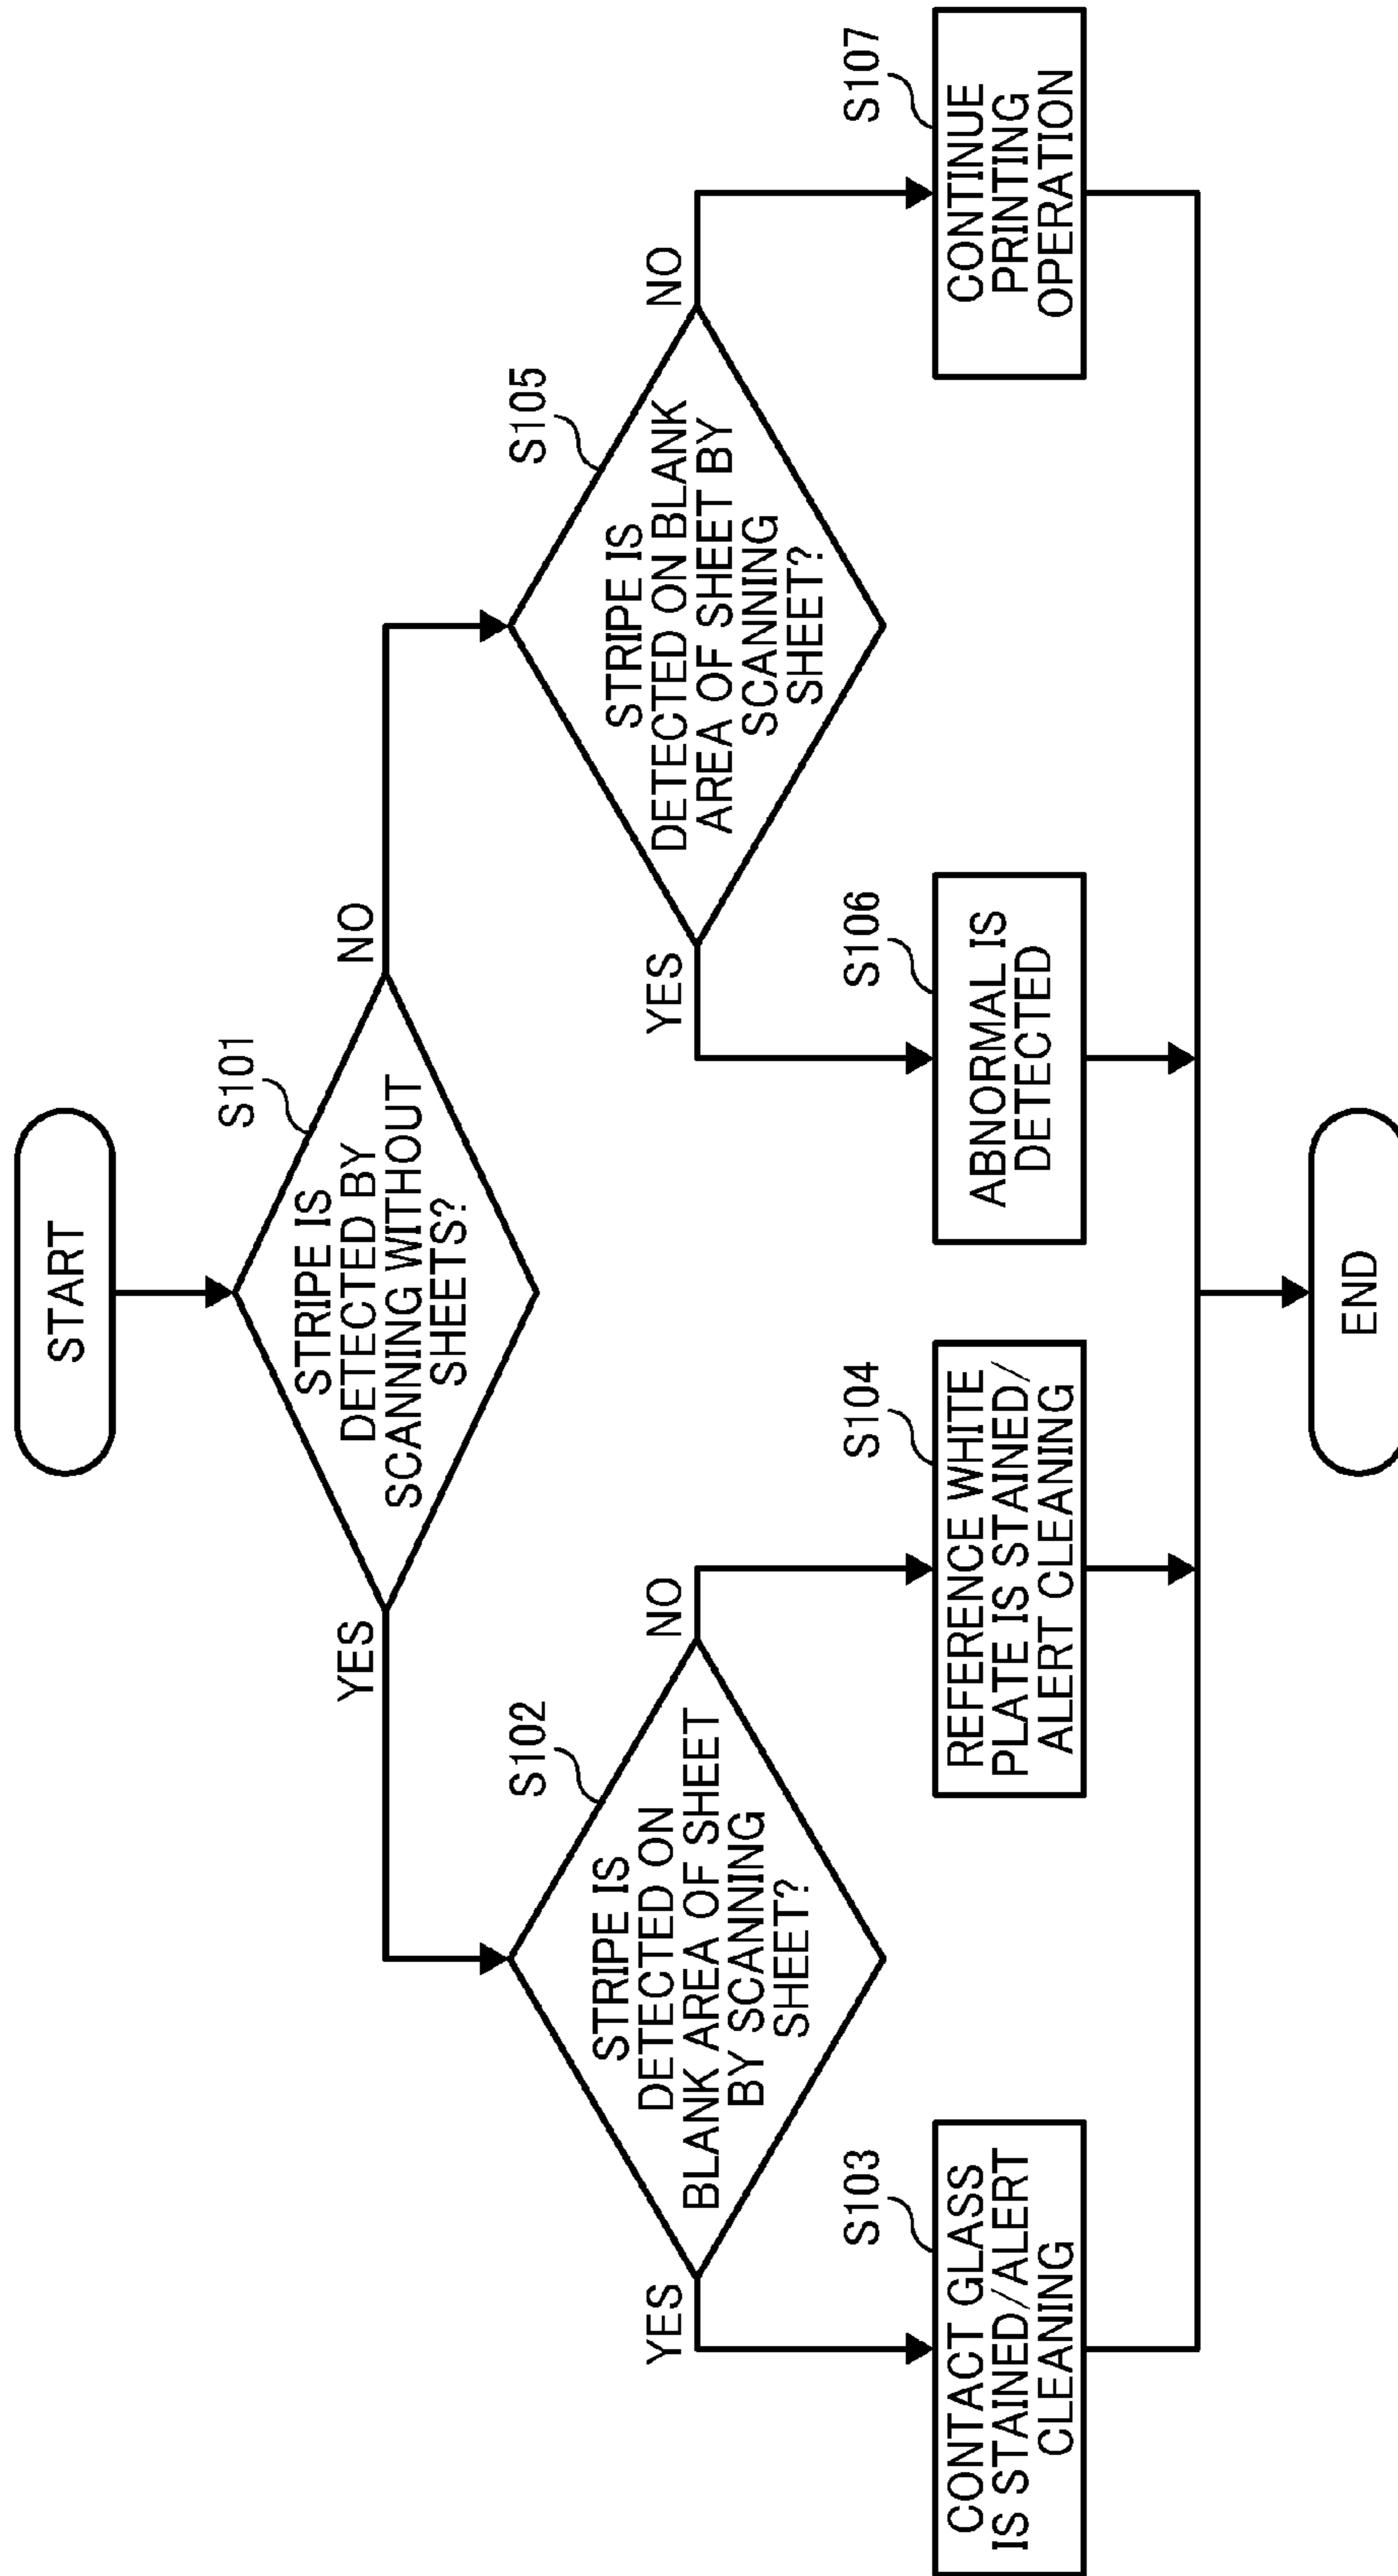 START
S101
STRIPE IS
DETECTED BY
SCANNING WITHOUT
SHEETS?
YES
NO
S102
STRIPE IS
DETECTED ON
BLANK AREA OF SHEET
BY SCANNING
SHEET?
YES
NO
S105
STRIPE IS
DETECTED ON BLANK
AREA OF SHEET BY
SCANNING
SHEET?
YES
NO
S103
CONTACT GLASS
IS STAINED/ALERT
CLEANING
S104
REFERENCE WHITE
PLATE IS STAINED/
ALERT CLEANING
S106
ABNORMAL IS
DETECTED
S107
CONTINUE
PRINTING
OPERATION
END